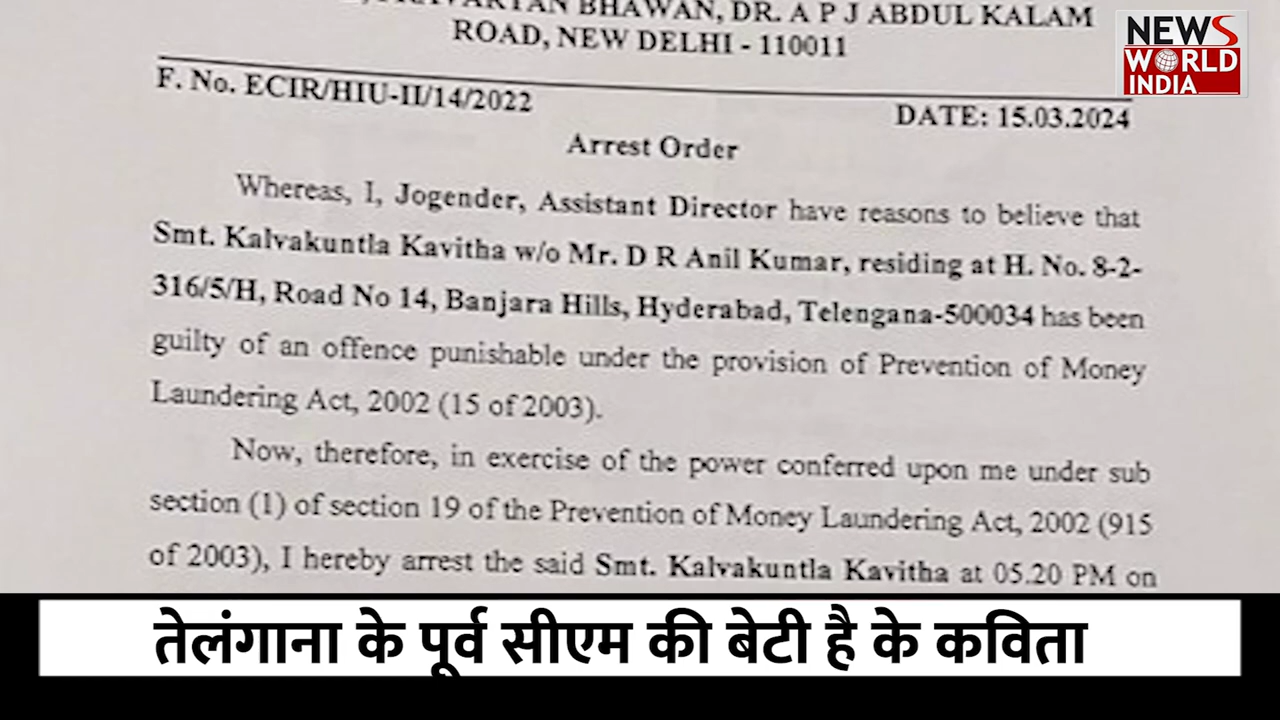 BHAWAN, DR. A P J ABDUL KALAM
ROAD, NEW DELHI - 110011
NEWS
WORLD
INDIA
F. No. ECIR/HIU-II/14/2022
DATE: 15.03.2024
Arrest Order
Whereas, I, Jogender, Assistant Director have reasons to believe that
Smt. Kalvakuntla Kavitha w/o Mr. D R Anil Kumar, residing at H. No. 8-2-
316/5/H, Road No 14, Banjara Hills, Hyderabad, Telengana-500034 has been
guilty of an offence punishable under the provision of Prevention of Money
Laundering Act, 2002 (15 of 2003).
Now, therefore, in exercise of the power conferred upon me under sub
section (1) of section 19 of the Prevention of Money Laundering Act, 2002 (915
of 2003), I hereby arrest the said Smt. Kalvakuntla Kavitha at 05.20 PM on
तेलंगाना के पूर्व सीएम की बेटी है के कविता